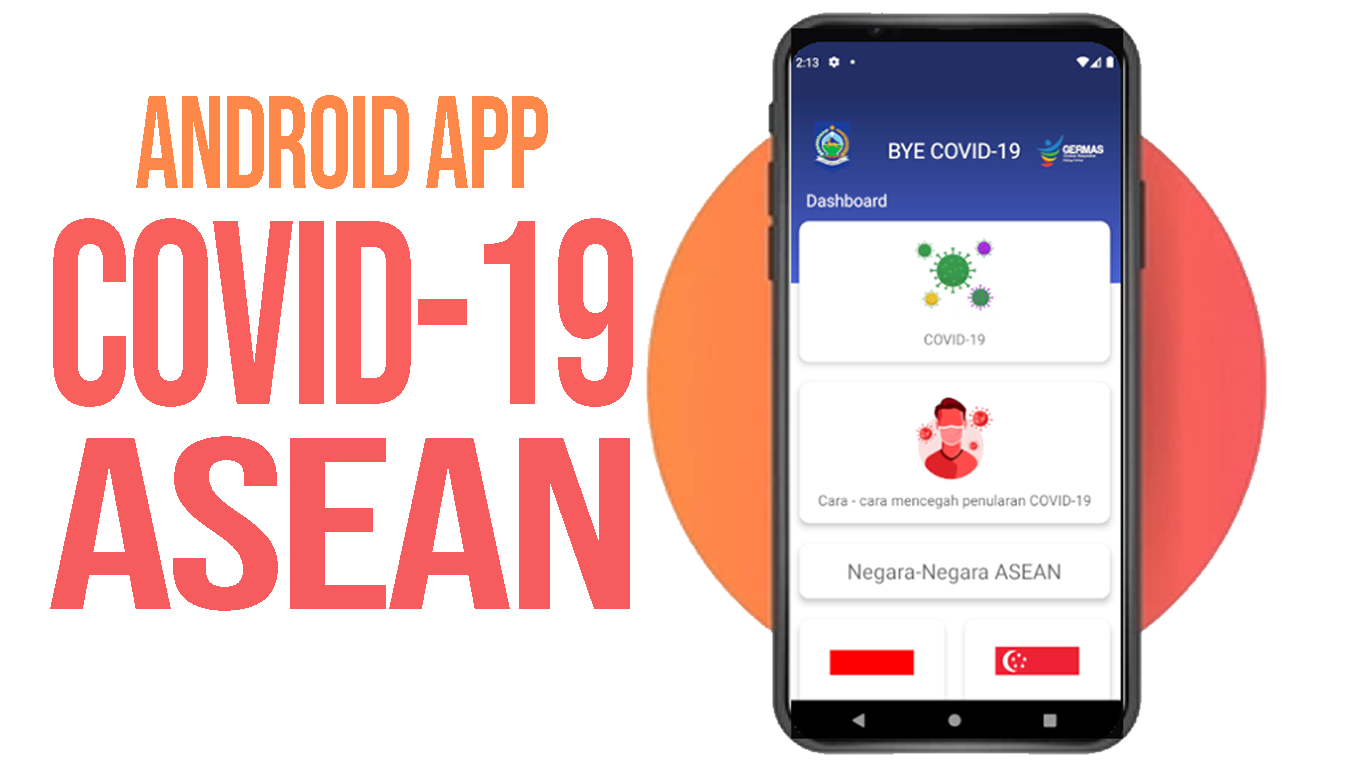 ANDROID APP
COVID-19
ASEAN
2:13
BYE COVID-19
GERMAS
Dashboard
COVID-19
Cara - cara mencegah penularan COVID-19
Negara-Negara ASEAN